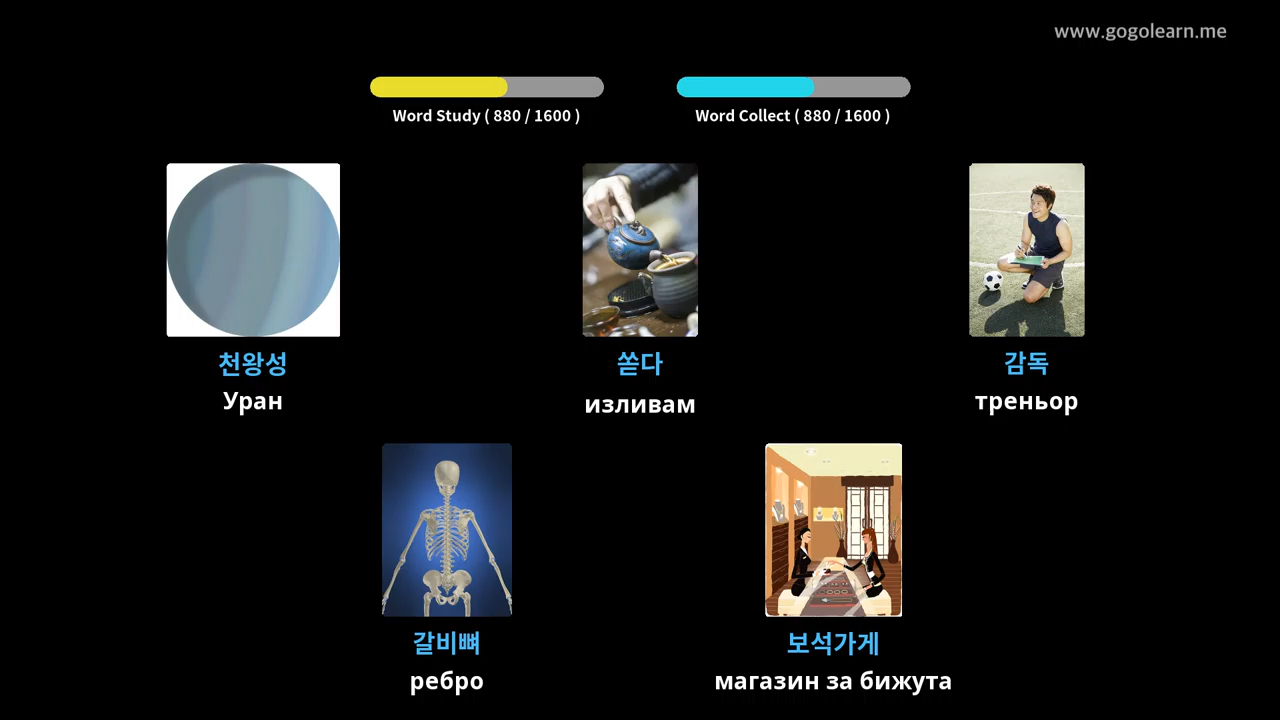 www.gogolearn.me
Word Study ( 880 / 1600 )
Word Collect ( 880 / 1600 )
천왕성
Уран
쏟다
изливам
감독
треньор
갈비뼈
ребро
보석가게
магазин за бижута